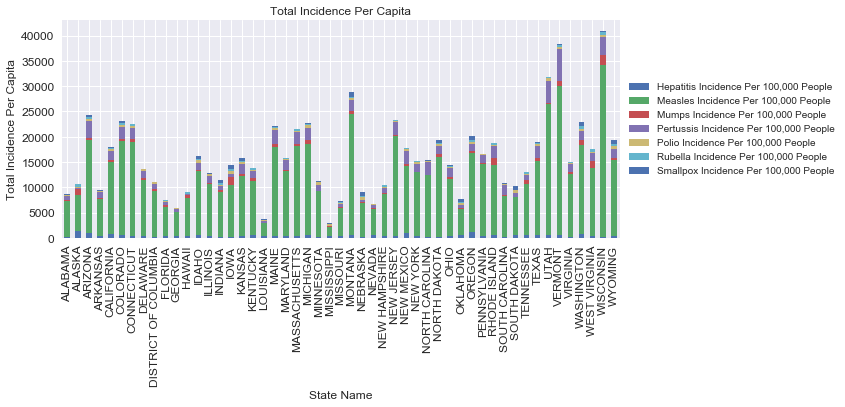 Total Incidence Per Capita
Total Incidence Per Capita
40000
35000
30000
25000
20000
15000
10000
5000
0
ALABAMA
ALASKA
ARIZONA
ARKANSAS
CALIFORNIA
COLORADO
CONNECTICUT
DELAWARE
DISTRICT OF COLUMBIA
FLORIDA
GEORGIA
HAWAII
IDAHO
ILLINOIS
INDIANA
IOWA
KANSAS
KENTUCKY
LOUISIANA
MAINE
MARYLAND
MASSACHUSETTS
MICHIGAN
MINNESOTA
MISSISSIPPI
MISSOURI
MONTANA
NEBRASKA
NEVADA
NEW HAMPSHIRE
NEW JERSEY
NEW MEXICO
NEW YORK
NORTH CAROLINA
NORTH DAKOTA
OHIO
OKLAHOMA
OREGON
PENNSYLVANIA
RHODE ISLAND
SOUTH CAROLINA
SOUTH DAKOTA
TENNESSEE
TEXAS
UTAH
VERMONT
VIRGINIA
WASHINGTON
WEST VIRGINIA
WISCONSIN
WYOMING
State Name
Hepatitis Incidence Per 100,000 People
Measles Incidence Per 100,000 People
Mumps Incidence Per 100,000 People
Pertussis Incidence Per 100,000 People
Polio Incidence Per 100,000 People
Rubella Incidence Per 100,000 People
Smallpox Incidence Per 100,000 People